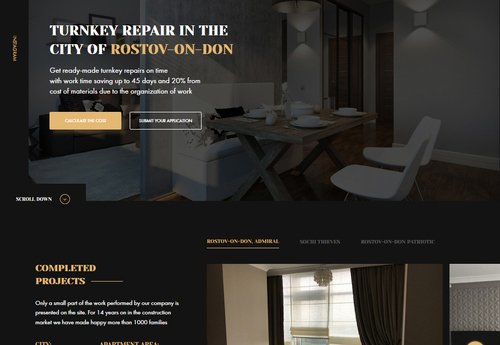 INSTAGRAM
TURNKEY REPAIR IN THE
CITY OF ROSTOV-ON-DON
Get ready-made turnkey repairs on time
with work time saving up to 45 days and 20% from
cost of materials due to the organization of work
CALCULATE THE COST
SUBMIT YOUR APPLICATION
SCROLL DOWN
ROSTOV-ON-DON, ADMIRAL
SOCHI THIEVES
ROSTOV-ON-DON PATRIOTIC
COMPLETED
PROJECTS
Only a small part of the work performed by our company is
presented on the site. For 14 years on in the construction
market we have made happy more than 1000 families
CITY:
APARTMENT AREA: